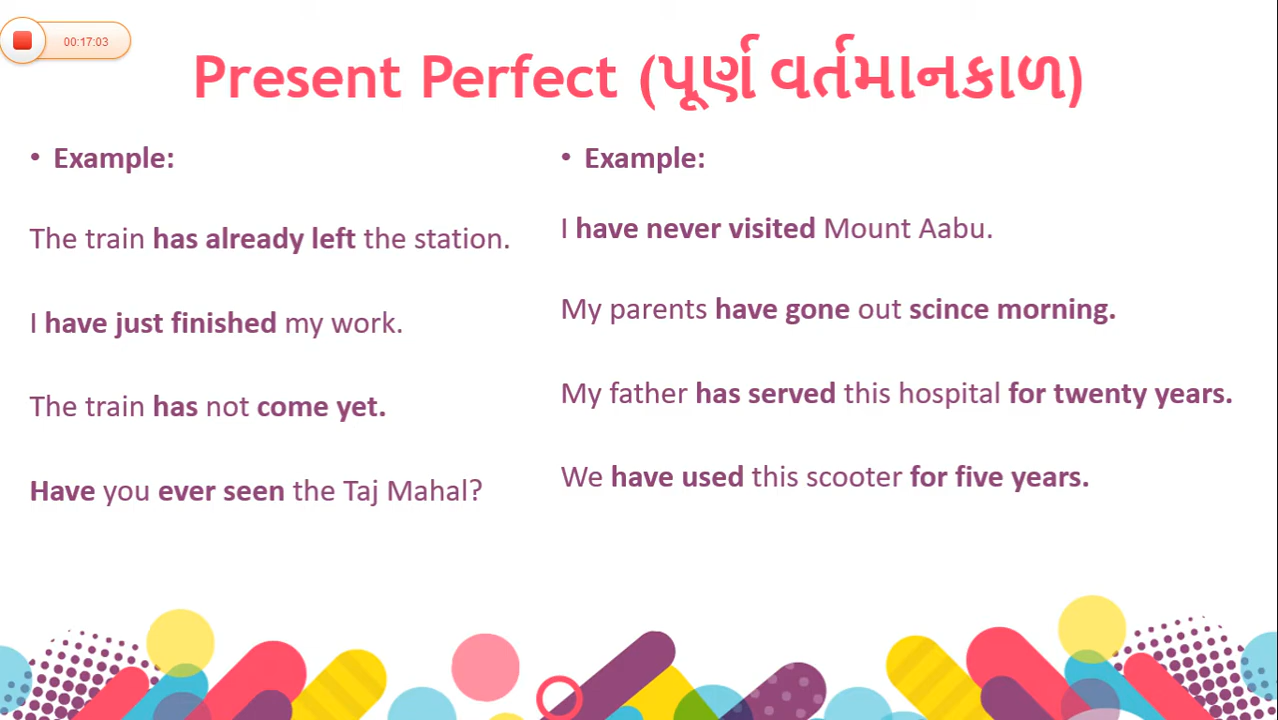 00:17:03
Present Perfect (પૂર્ણ વર્તમાનકાળ)
• Example:
The train has already left the station.
I have just finished my work.
The train has not come yet.
Have you ever seen the Taj Mahal?
• Example:
I have never visited Mount Aabu.
My parents have gone out scince morning.
My father has served this hospital for twenty years.
We have used this scooter for five years.